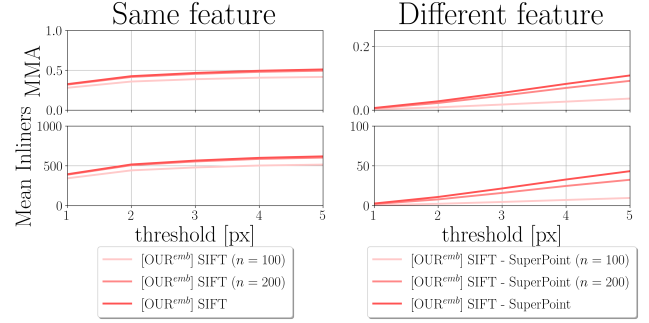 Same feature
Different feature
MMA
1.0
0.5
0.0
0.2
0.0
Mean Inliners
1000
500
0
100
50
0
1 2 3 4 5
1 2 3 4 5
threshold [px]
threshold [px]
[OUR^emb] SIFT (n = 100)
[OUR^emb] SIFT (n = 200)
[OUR^emb] SIFT
[OUR^emb] SIFT - SuperPoint (n = 100)
[OUR^emb] SIFT - SuperPoint (n = 200)
[OUR^emb] SIFT - SuperPoint